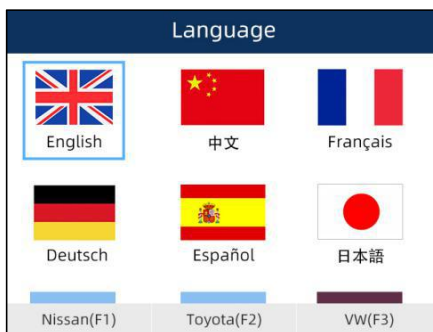 Language
English 中文 Français
Deutsch Español 日本語
Nissan(F1) Toyota(F2) VW(F3)